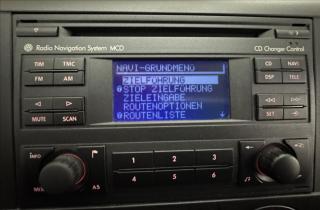 Radio Navigation System MCD
CD Changer Control
TIM TMC
FM AM
MUTE SCAN
NAVI-GRUNDMENÜ
ZIELFÜHRUNG
STOP ZIELFÜHRUNG
ZIELEINGABE
ROUTENOPTIONEN
ROUTENLISTE
CD NAVI
DSP TELE
SET
INFO
1 2 3
4 5 6
AS